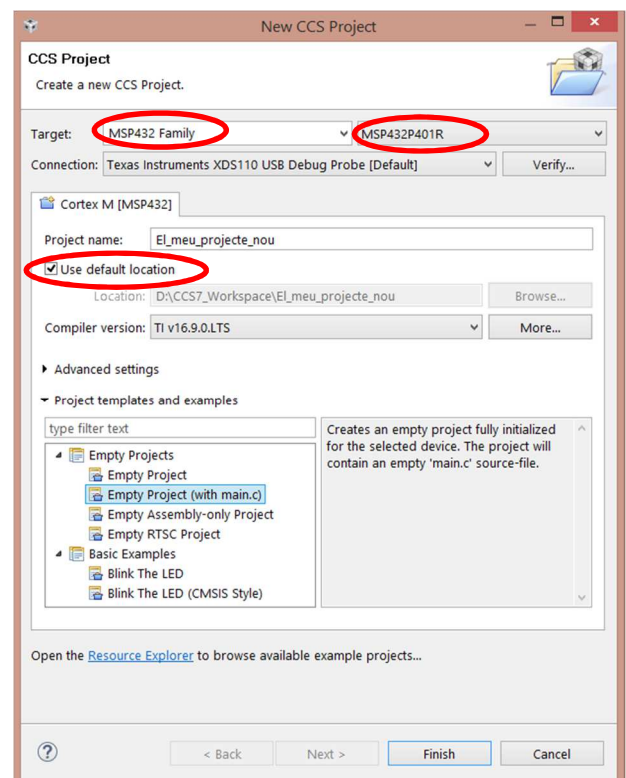 New CCS Project
CCS Project
Create a new CCS Project.
Target: MSP432 Family MSP432P401R
Connection: Texas Instruments XDS110 USB Debug Probe [Default] Verify...
Cortex M [MSP432]
Project name: El_meu_projecte_nou
Use default location
Location: D:\CCS7_Workspace\El_meu_projecte_nou Browse...
Compiler version: TI v16.9.0.LTS More...
Advanced settings
Project templates and examples
type filter text
Empty Projects
Empty Project
Empty Project (with main.c)
Empty Assembly-only Project
Empty RTSC Project
Basic Examples
Blink The LED
Blink The LED (CMSIS Style)
Creates an empty project fully initialized
for the selected device. The project will
contain an empty 'main.c' source-file.
Open the Resource Explorer to browse available example projects...
? < Back Next > Finish Cancel